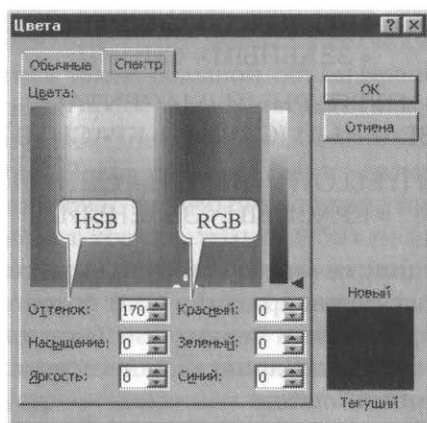 Цвета
Обычные Спектр
Цвета:
OK
Отмена
HSB RGB
Оттенок: 170 Красный: 0
Насыщение: 0 Зеленый: 0
Яркость: 0 Синий: 0
Новый
Текущий